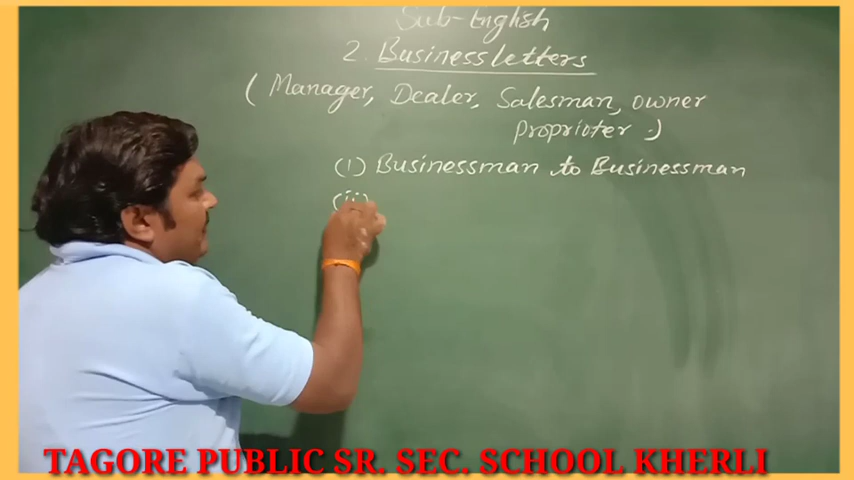 Sub-English
2. Business letters
( Manager, Dealer, Salesman, owner
Proprioter .)
(1) Businessman to Businessman
(ii)
TAGORE PUBLIC SR. SEC. SCHOOL KHERLI